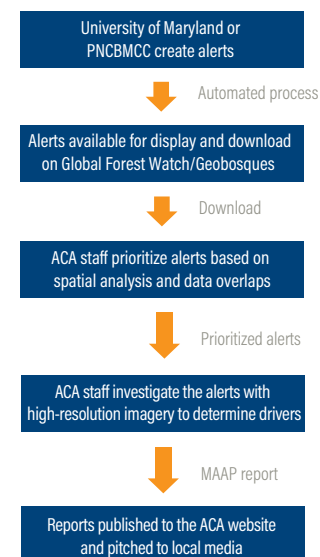 University of Maryland or
PNCBMCC create alerts
Automated process
Alerts available for display and download
on Global Forest Watch/Geobosques
Download
ACA staff prioritize alerts based on
spatial analysis and data overlaps
Prioritized alerts
ACA staff investigate the alerts with
high-resolution imagery to determine drivers
MAAP report
Reports published to the ACA website
and pitched to local media